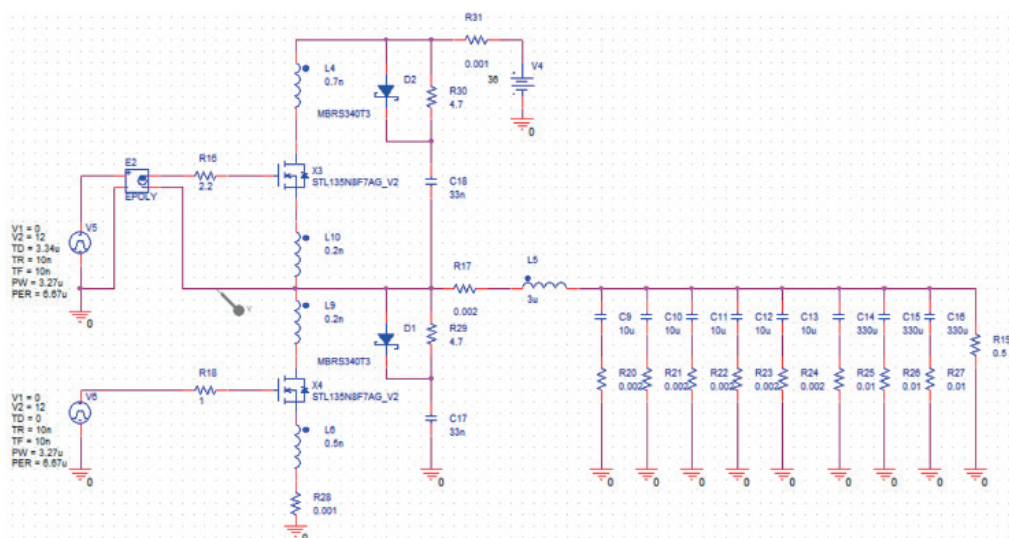 R31
0.001
V4
36
0
L4
0.7n
D2
MBRS340T3
R30
4.7
E2
EPOLY
R16
2.2
X3
STL135N8F7AG_V2
C18
33n
V5
V1 = 0
V2 = 12
TD = 3.34u
TR = 10n
TF = 10n
PW = 3.27u
PER = 6.67u
0
L10
0.2n
R17
0.002
L5
3u
L9
0.2n
D1
MBRS340T3
R29
4.7
V
R18
1
X4
STL135N8F7AG_V2
V6
V1 = 0
V2 = 12
TD = 0
TR = 10n
TF = 10n
PW = 3.27u
PER = 6.67u
0
L6
0.5n
R28
0.001
0
C17
33n
0
C9
10u
C10
10u
C11
10u
C12
10u
C13
10u
C14
330u
C15
330u
C16
330u
R15
0.5
R20
0.002
R21
0.002
R22
0.002
R23
0.002
R24
0.002
R25
0.01
R26
0.01
R27
0.01
0
0
0
0
0
0
0
0
0